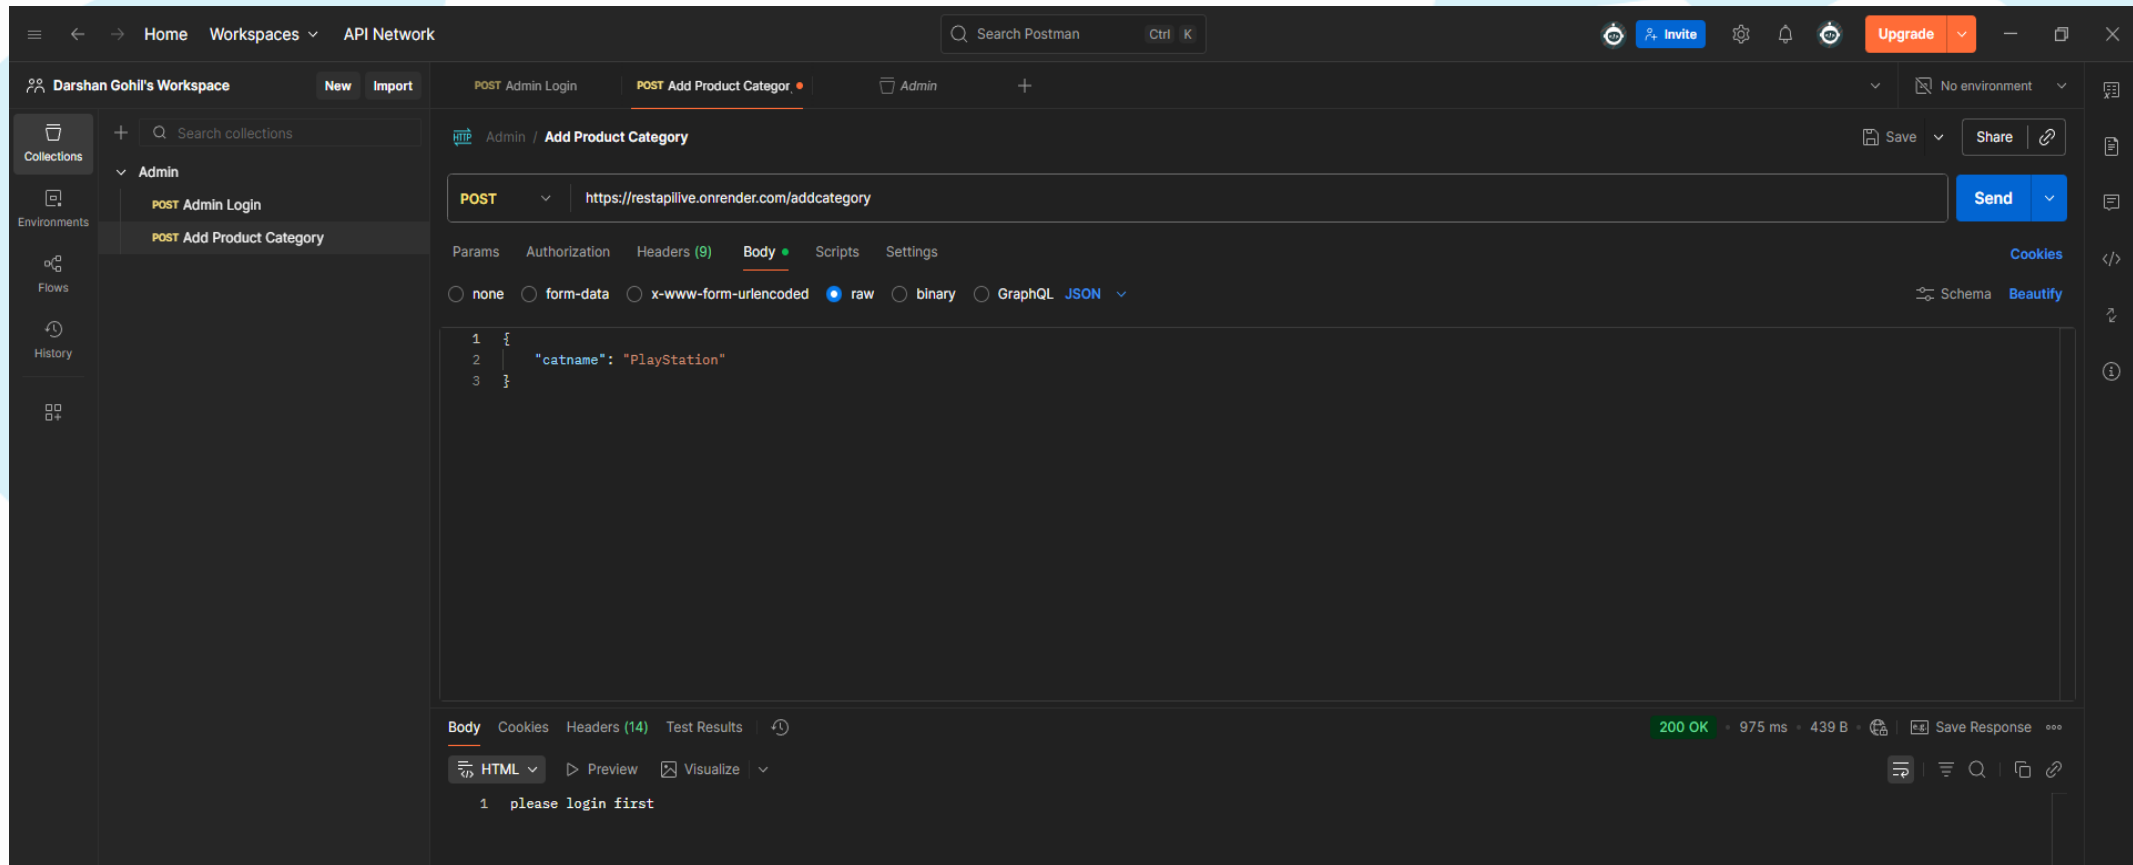 Home Workspaces API Network Search Postman Ctrl K Invite Upgrade
Darshan Gohil's Workspace New Import POST Admin Login POST Add Product Categor Admin No environment
Collections
Search collections
HTTP Admin / Add Product Category Save Share
Admin
POST Admin Login
POST Add Product Category
Environments
Flows
History
POST https://restapilive.onrender.com/addcategory Send
Params Authorization Headers (9) Body Scripts Settings Cookies
none form-data x-www-form-urlencoded raw binary GraphQL JSON Schema Beautify
1 {
2 "catname": "PlayStation"
3 }
Body Cookies Headers (14) Test Results 200 OK 975 ms 439 B e.g. Save Response
HTML Preview Visualize
1 please login first